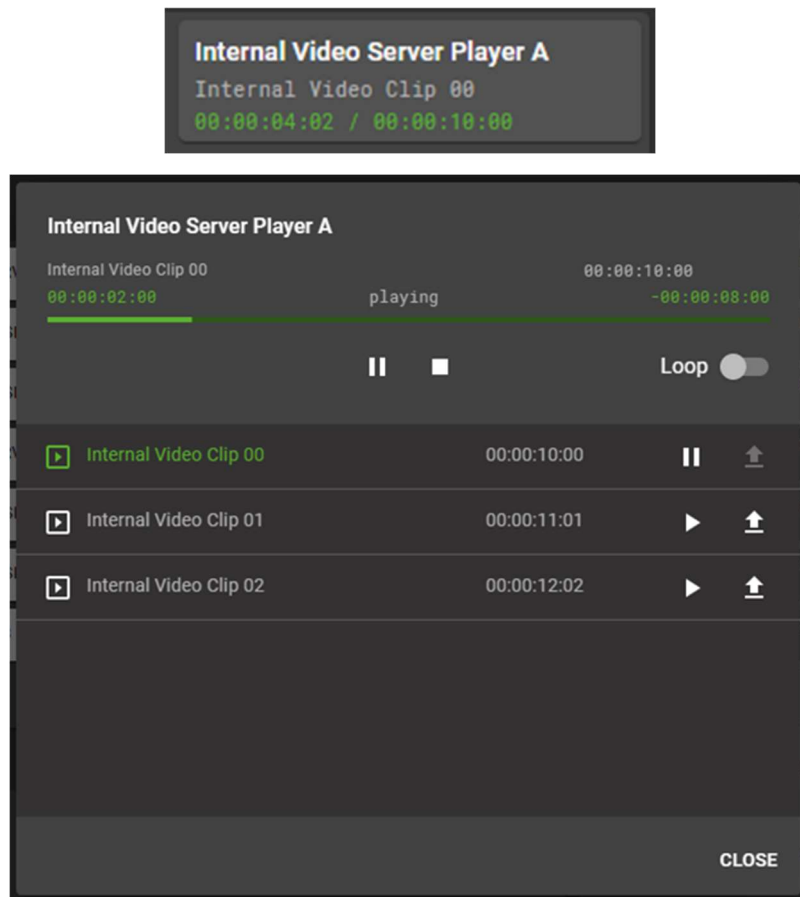 Internal Video Server Player A
Internal Video Clip 00
00:00:04:02 / 00:00:10:00
Internal Video Server Player A
Internal Video Clip 00 00:00:10:00
00:00:02:00 playing -00:00:08:00
Loop
Internal Video Clip 00 00:00:10:00
Internal Video Clip 01 00:00:11:01
Internal Video Clip 02 00:00:12:02
CLOSE